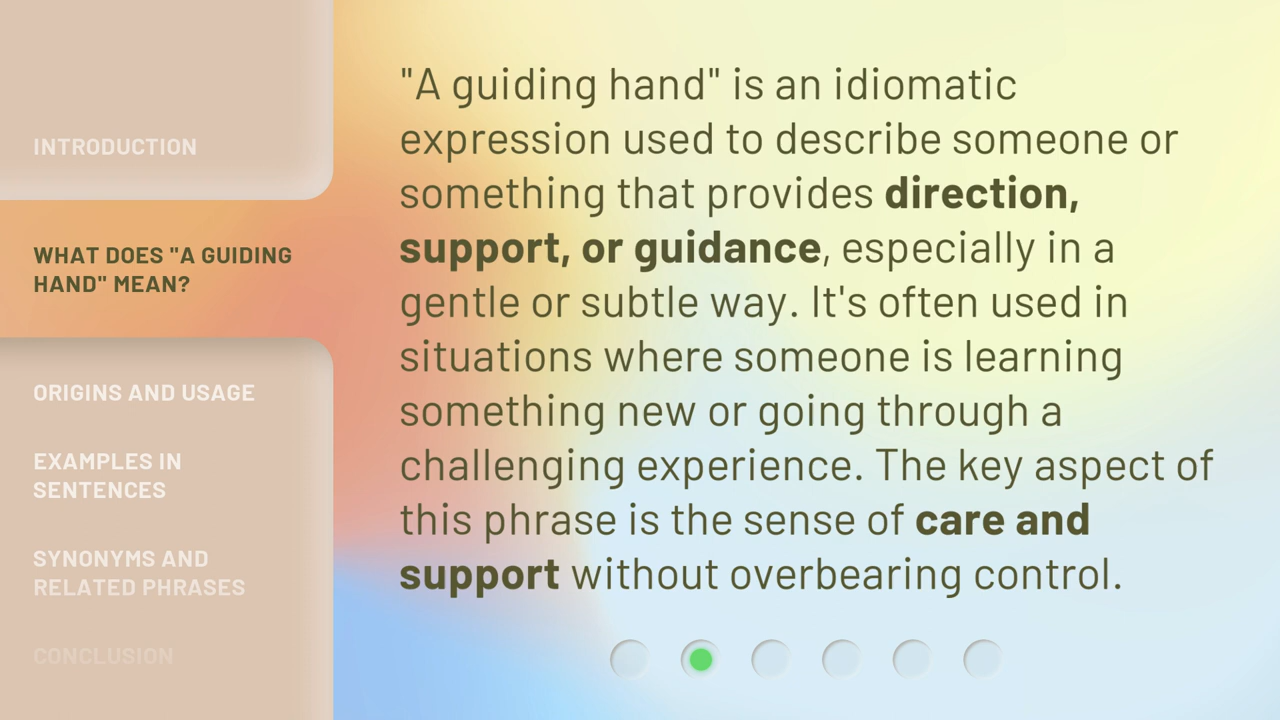 INTRODUCTION
WHAT DOES "A GUIDING
HAND" MEAN?
ORIGINS AND USAGE
EXAMPLES IN
SENTENCES
SYNONYMS AND
RELATED PHRASES
CONCLUSION
"A guiding hand" is an idiomatic
expression used to describe someone or
something that provides direction,
support, or guidance, especially in a
gentle or subtle way. It's often used in
situations where someone is learning
something new or going through a
challenging experience. The key aspect of
this phrase is the sense of care and
support without overbearing control.